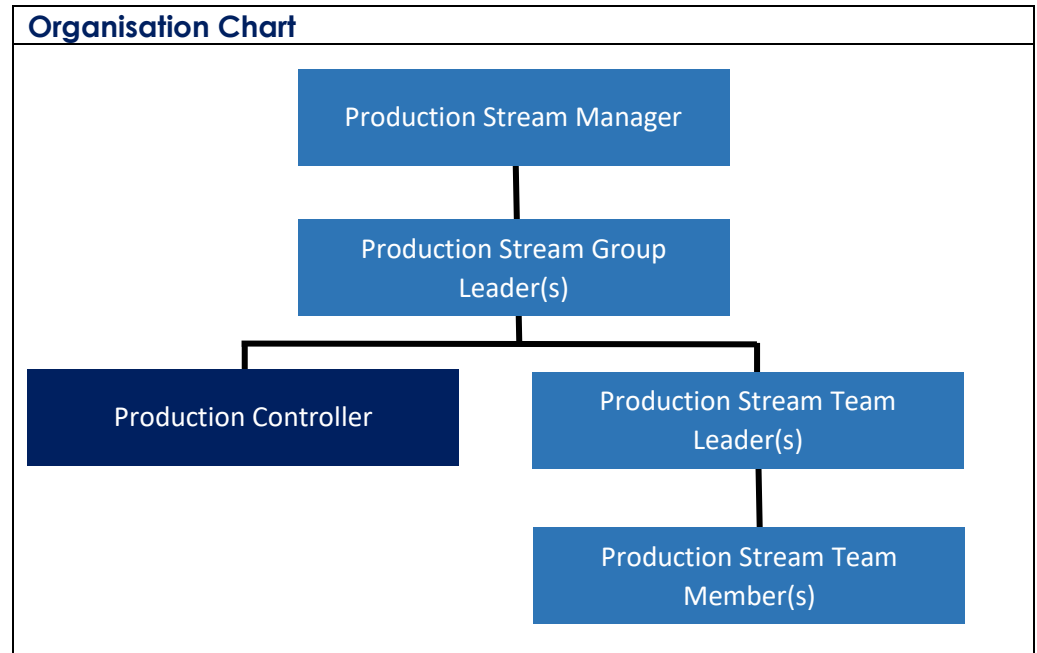 Organisation Chart
Production Stream Manager
Production Stream Group
Leader(s)
Production Controller
Production Stream Team
Leader(s)
Production Stream Team
Member(s)